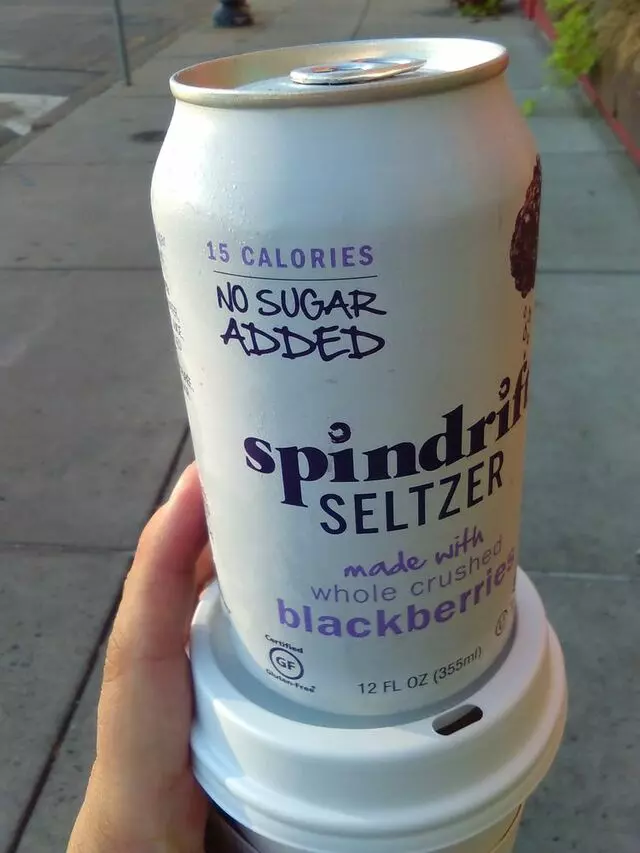 15 CALORIES
NO SUGAR
ADDED
spindrift
SELTZER
made with
whole crushed
blackberries
Certified
GF
Gluten-Free
12 FL OZ (355ml)